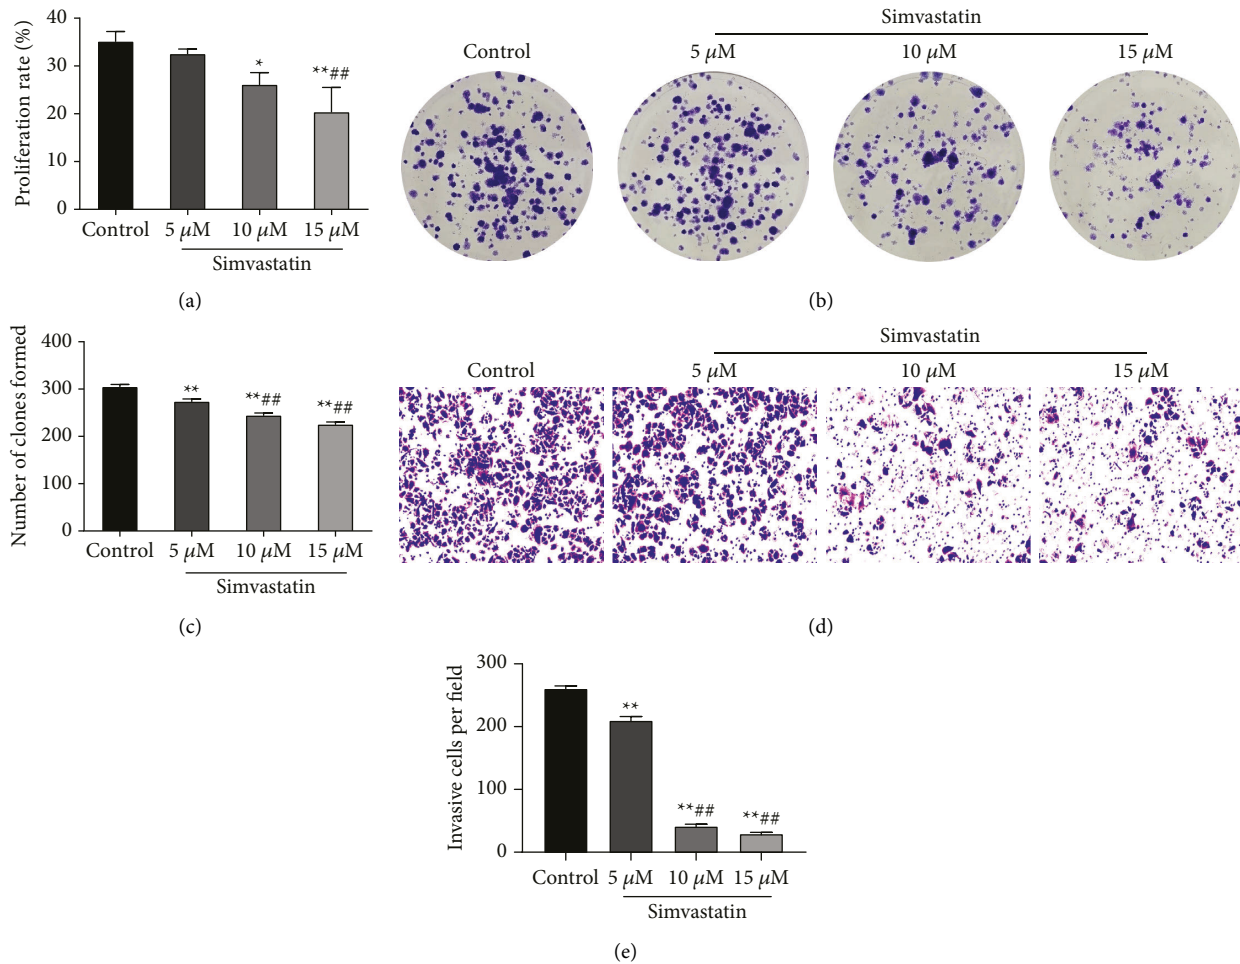 40
30
20
10
0
Proliferation rate (%)
*
**##
Control
5 μM
10 μM
15 μM
Simvastatin
(a)
Simvastatin
Control
5 μM
10 μM
15 μM
(b)
400
300
200
100
0
Number of clones formed
**
**##
**##
Control
5 μM
10 μM
15 μM
Simvastatin
(c)
Simvastatin
Control
5 μM
10 μM
15 μM
(d)
300
200
100
0
Invasive cells per field
**
**##
**##
Control
5 μM
10 μM
15 μM
Simvastatin
(e)